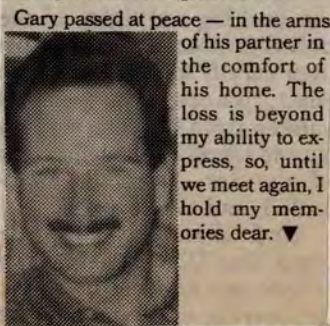 Gary passed at peace — in the arms
of his partner in
the comfort of
his home. The
loss is beyond
my ability to ex-
press, so, until
we meet again, I
hold my mem-
ories dear. ▼